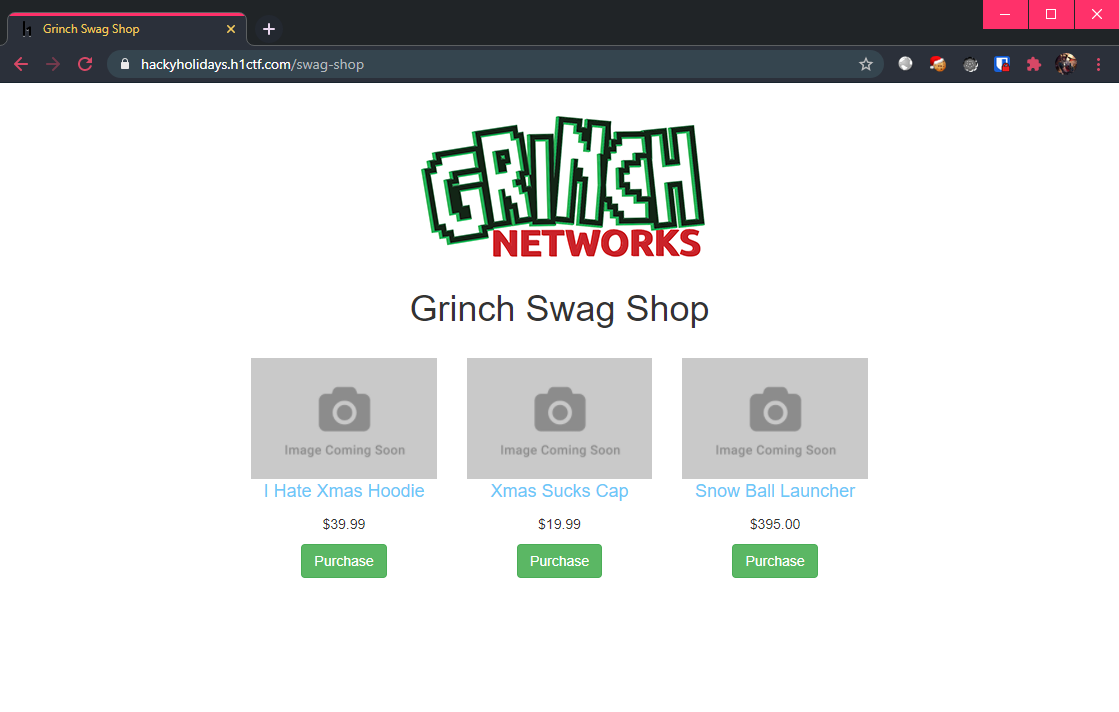 Grinch Swag Shop
hackyholidays.h1ctf.com/swag-shop
GRINCH
NETWORKS
Grinch Swag Shop
Image Coming Soon Image Coming Soon Image Coming Soon
I Hate Xmas Hoodie Xmas Sucks Cap Snow Ball Launcher
$39.99 $19.99 $395.00
Purchase Purchase Purchase